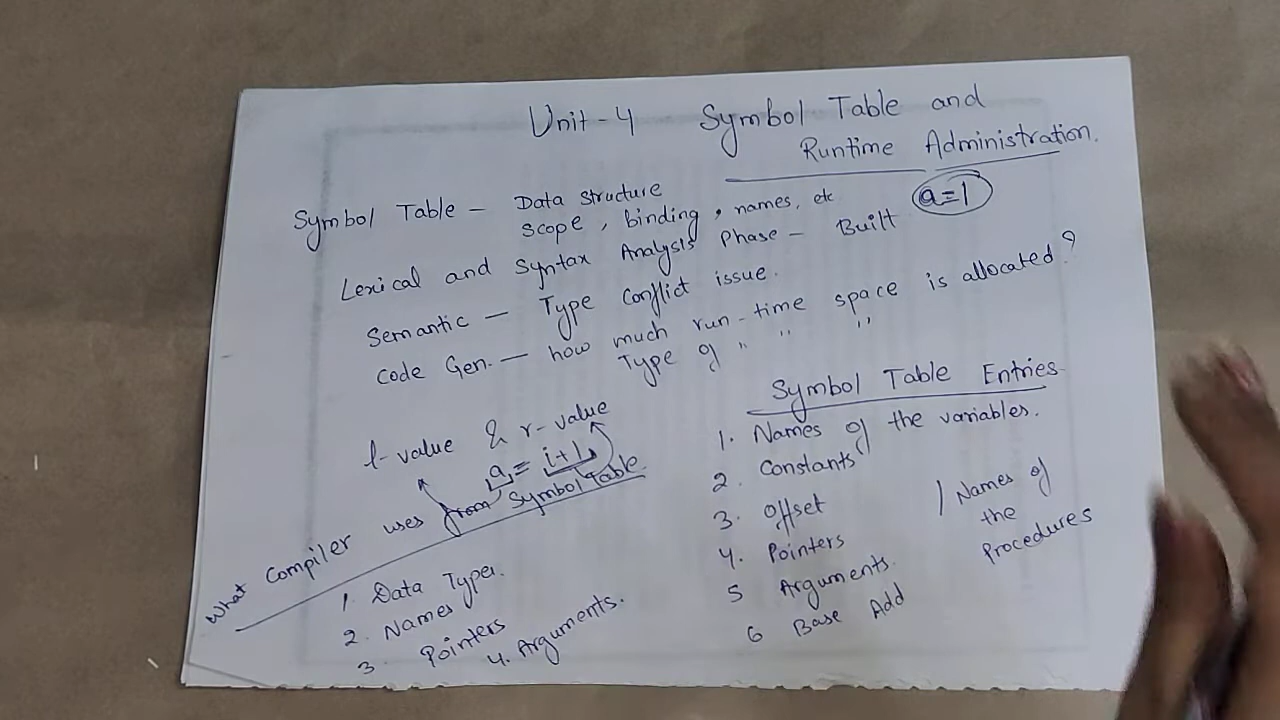 Unit-4 Symbol Table and
Runtime Administration.
Symbol Table - Data Structure
Scope, binding, names, etc
a=1
Lexical and Syntax Analysis Phase - Built
Semantic - Type Conflict issue.
Code Gen. - how much run-time space is allocated?
Type of " " "
l-value & r-value
a = i+1
What Compiler uses from Symbol Table.
1. Data Types.
2. Names
3. Pointers
4. Arguments.
Symbol Table Entries
1. Names of the variables.
2. Constants
3. Offset
4. Pointers
5 Arguments.
6 Base Add
Names of
the
Procedures